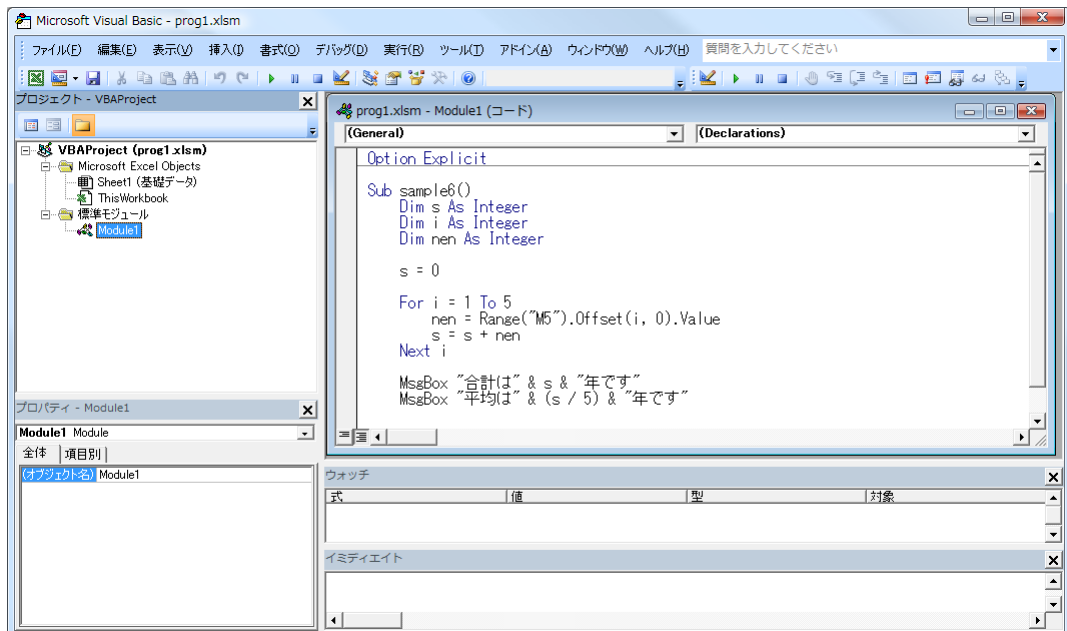 Microsoft Visual Basic - prog1.xlsm
ファイル(F) 編集(E) 表示(V) 挿入(I) 書式(O) デバッグ(D) 実行(R) ツール(T) アドイン(A) ウィンドウ(W) ヘルプ(H) 質問を入力してください
プロジェクト - VBAProject
VBAProject (prog1.xlsm)
Microsoft Excel Objects
Sheet1 (基礎データ)
ThisWorkbook
標準モジュール
Module1
prog1.xlsm - Module1 (コード)
(General) (Declarations)
Option Explicit
Sub sample6()
Dim s As Integer
Dim i As Integer
Dim nen As Integer
s = 0
For i = 1 To 5
nen = Range("M5").Offset(i, 0).Value
s = s + nen
Next i
MsgBox "合計は" & s & "年です"
MsgBox "平均は" & (s / 5) & "年です"
プロパティ - Module1
Module1 Module
全体 項目別
(オブジェクト名) Module1
ウォッチ
式 値 型 対象
イミディエイト